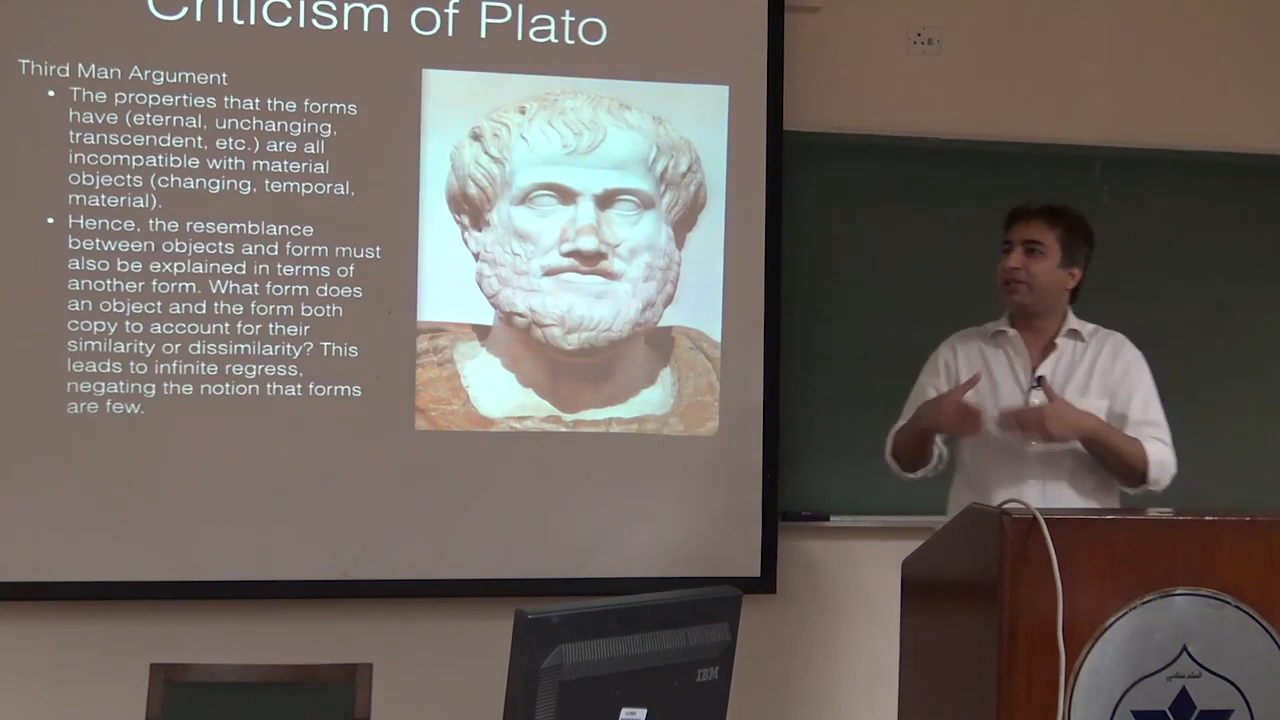 Criticism of Plato
Third Man Argument
• The properties that the forms
have (eternal, unchanging,
transcendent, etc.) are all
incompatible with material
objects (changing, temporal,
material).
• Hence, the resemblance
between objects and form must
also be explained in terms of
another form. What form does
an object and the form both
copy to account for their
similarity or dissimilarity? This
leads to infinite regress,
negating the notion that forms
are few.
IBM